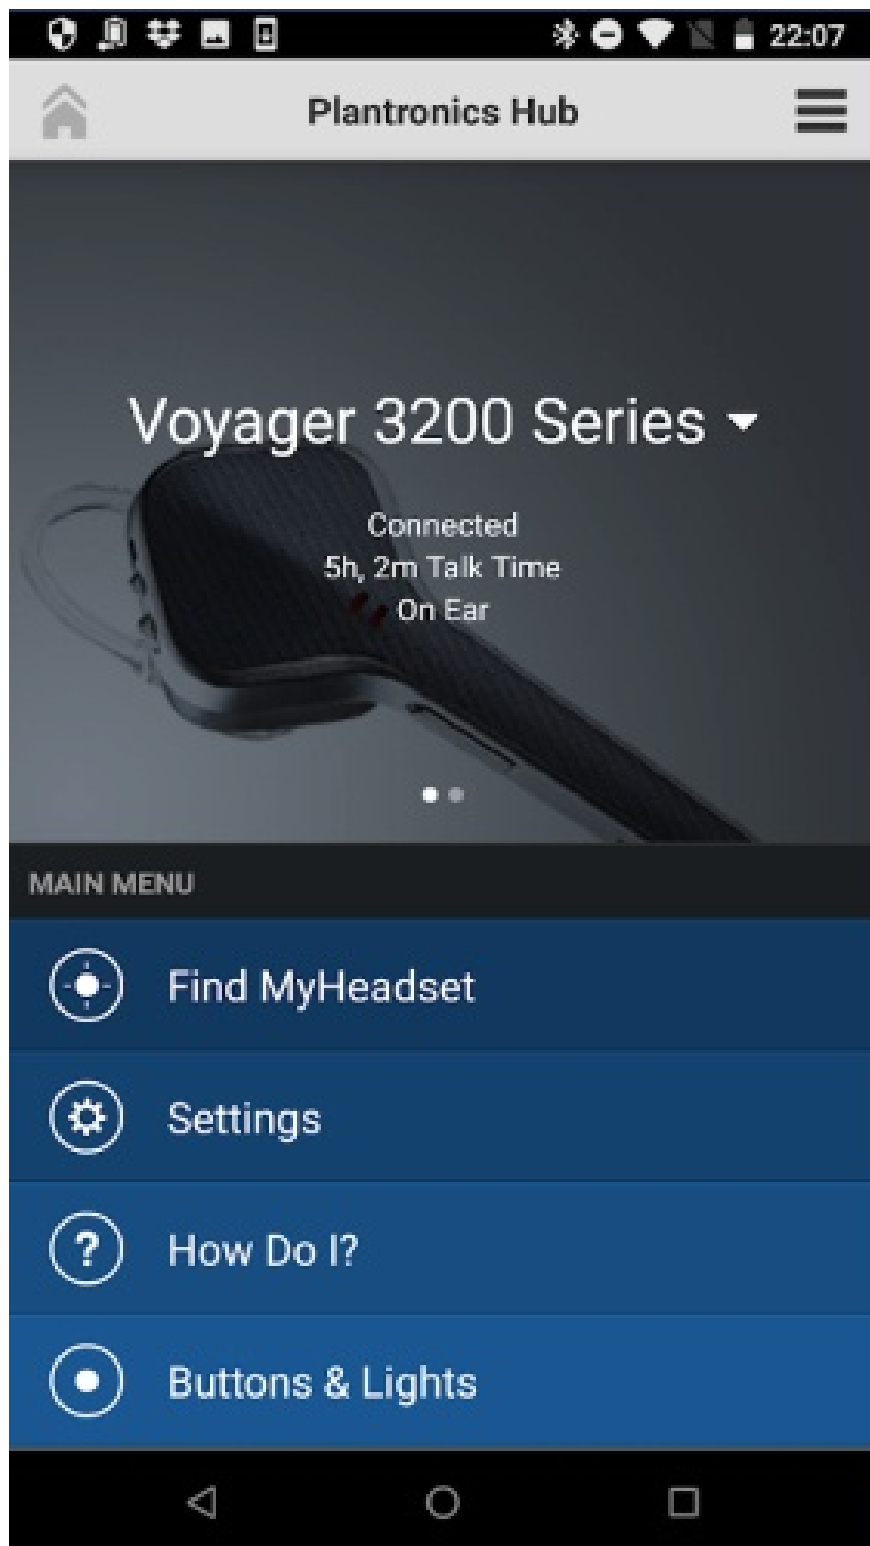 22:07
Plantronics Hub
Voyager 3200 Series
Connected
5h, 2m Talk Time
On Ear
MAIN MENU
Find MyHeadset
Settings
? How Do I?
Buttons & Lights